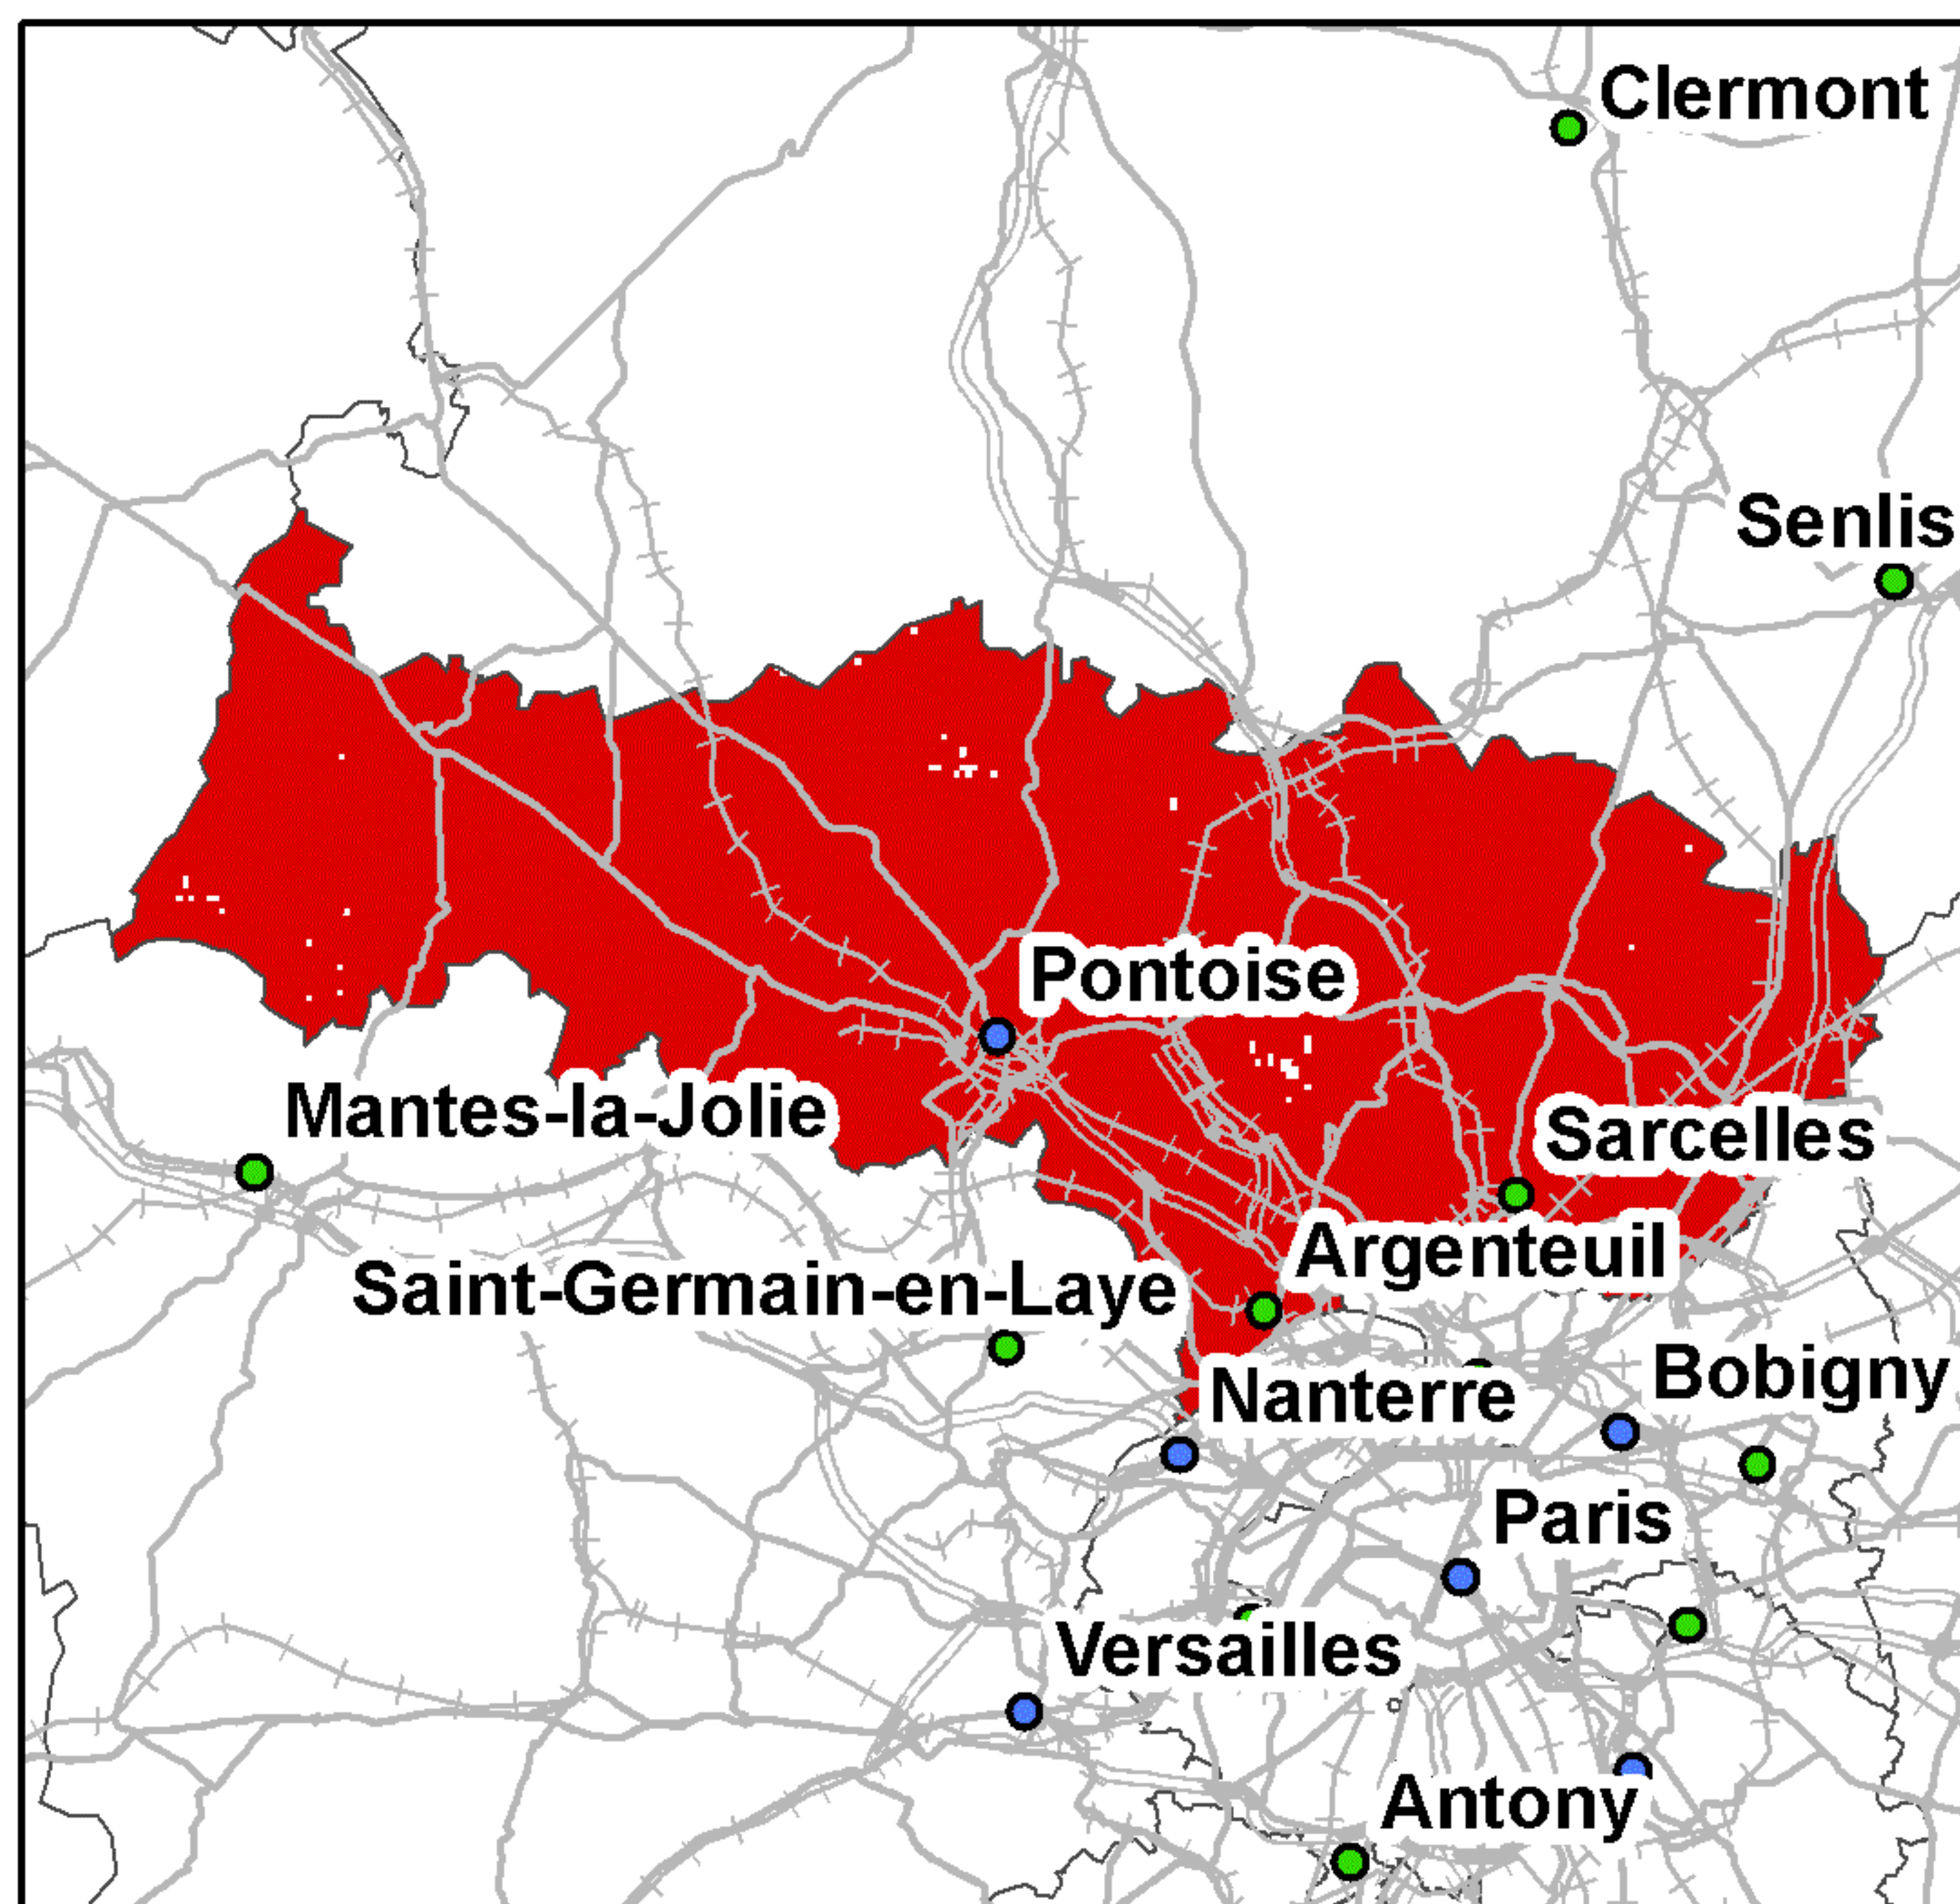 Clermont
Senlis
Pontoise
Mantes-la-Jolie
Sarcelles
Argenteuil
Saint-Germain-en-Laye
Bobigny
Nanterre
Paris
Versailles
Antony